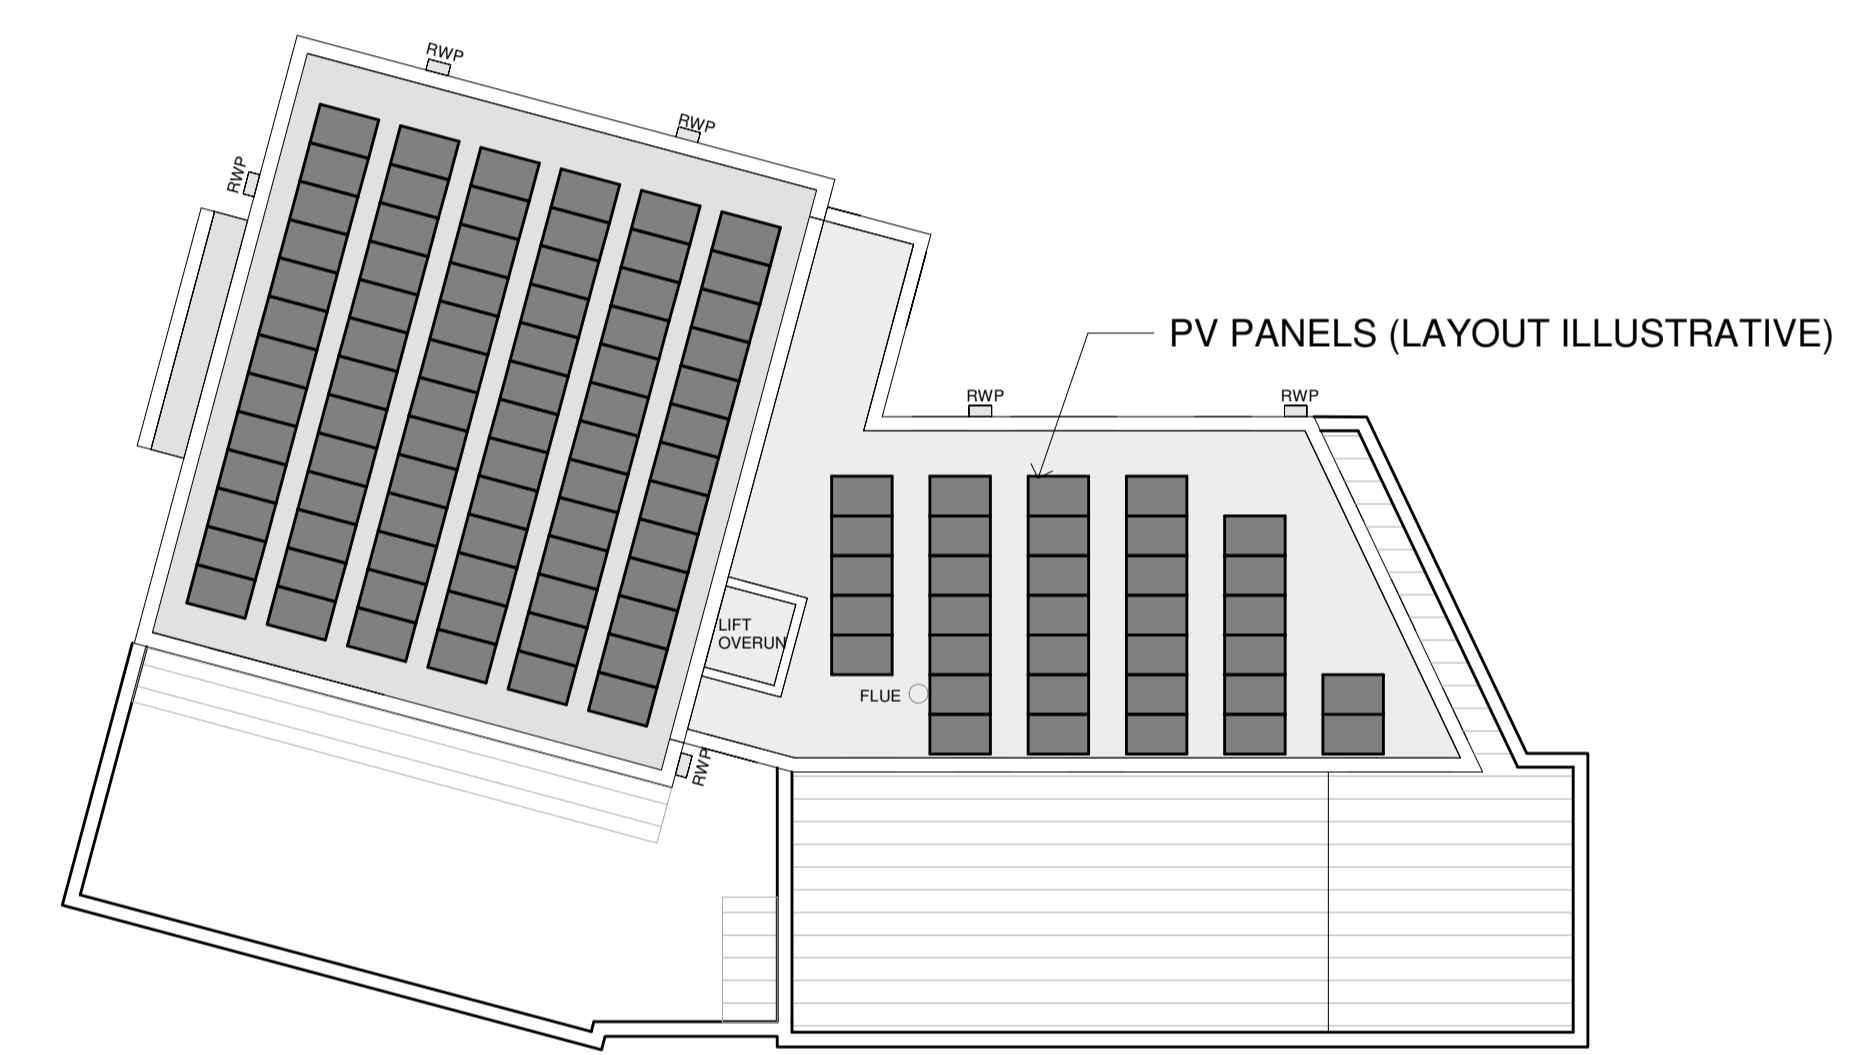 RWP
RWP
RWP
PV PANELS (LAYOUT ILLUSTRATIVE)
RWP
RWP
LIFT
OVERUN
FLUE
RWP